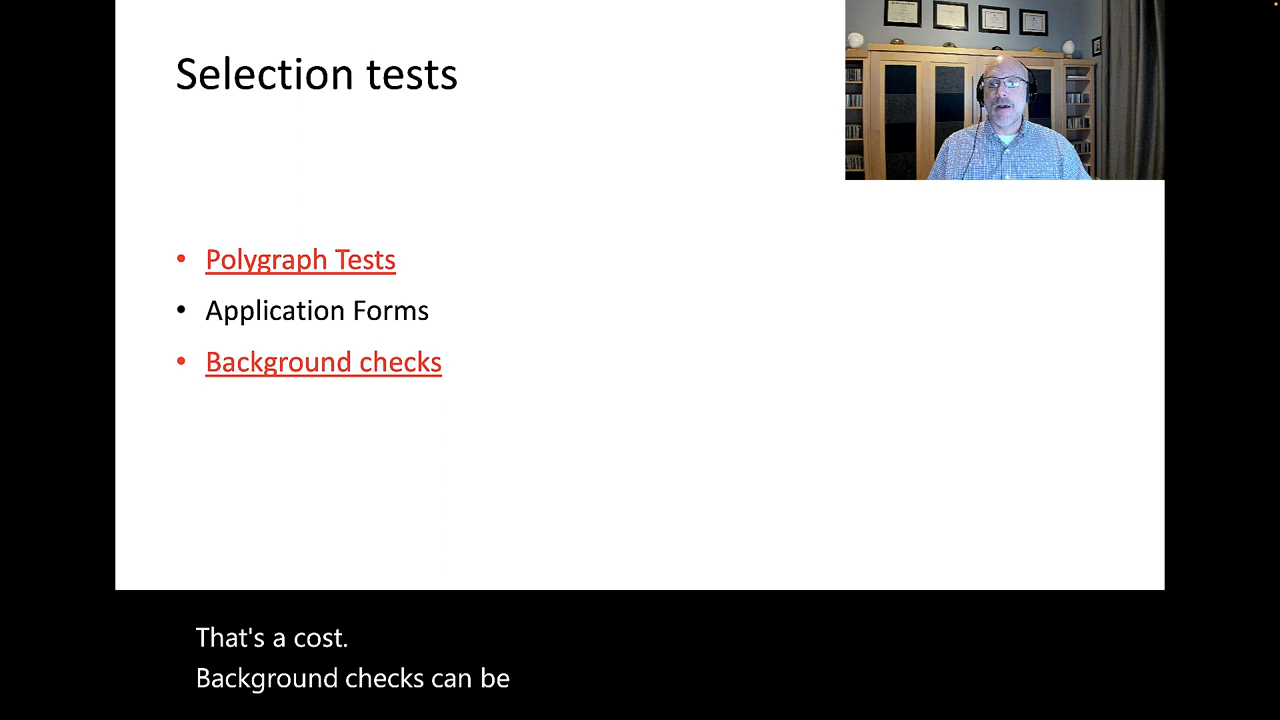 Selection tests
• Polygraph Tests
• Application Forms
• Background checks
That's a cost.
Background checks can be